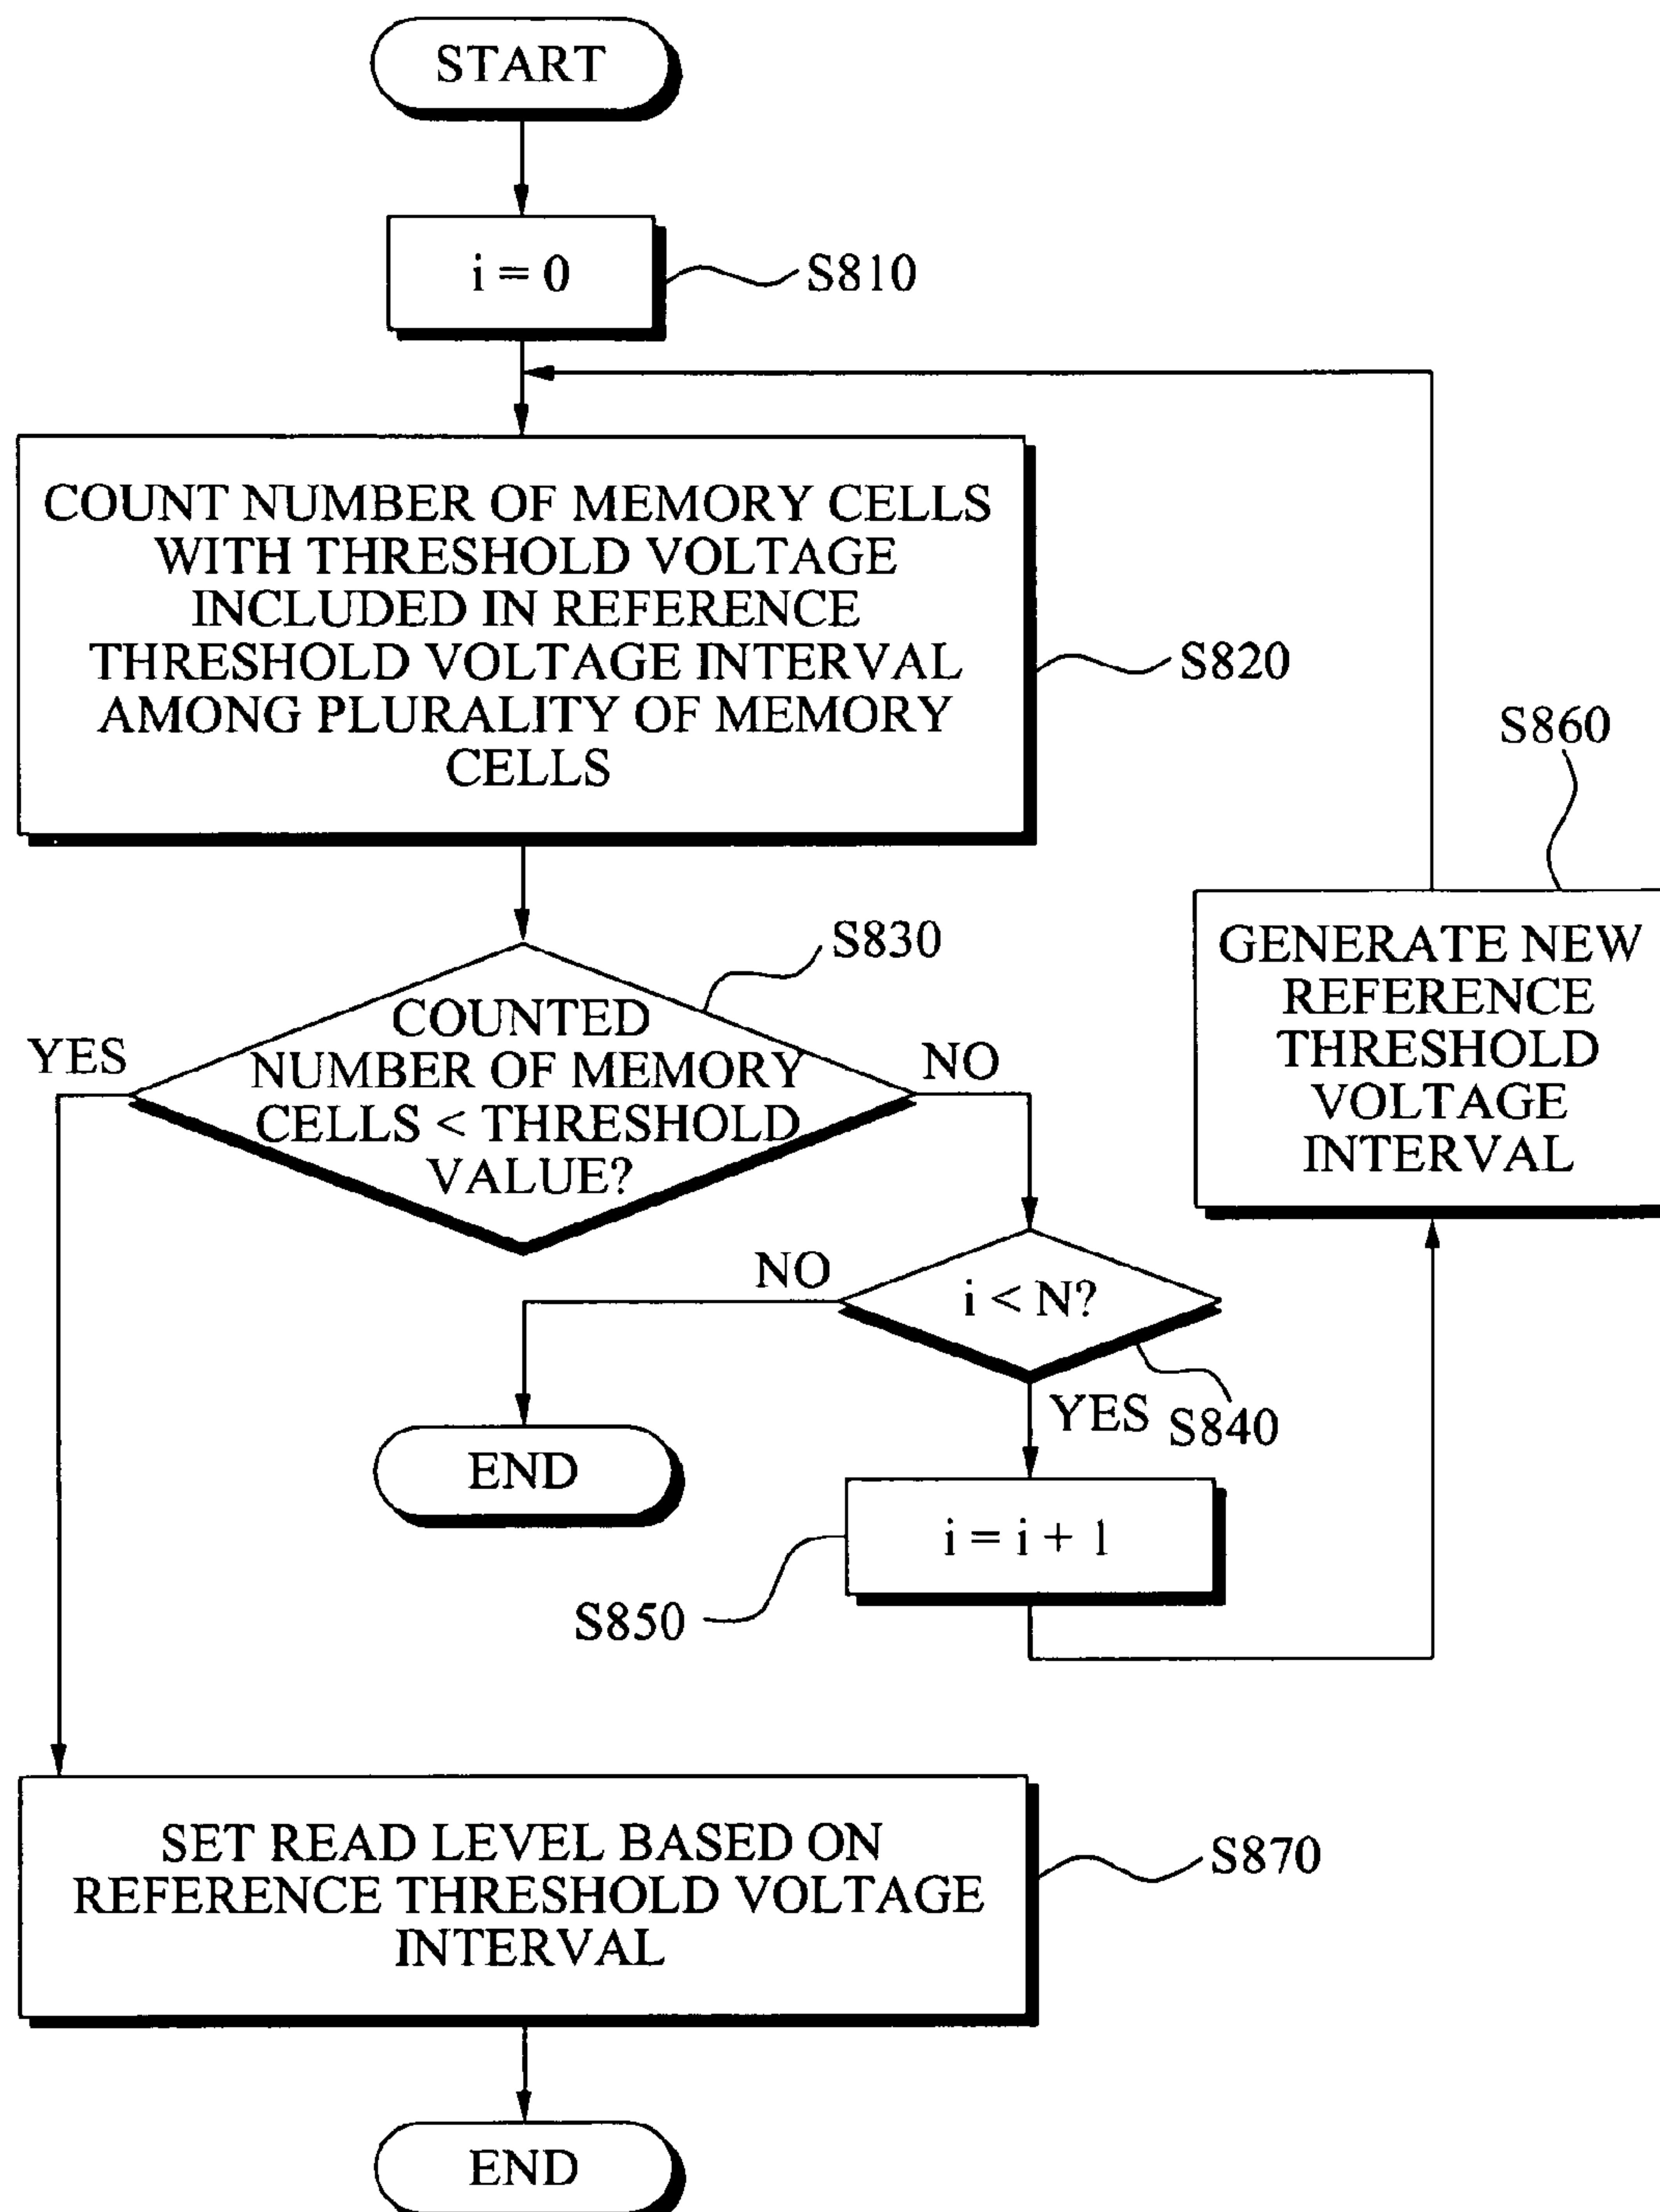 START
i = 0
S810
COUNT NUMBER OF MEMORY CELLS
WITH THRESHOLD VOLTAGE
INCLUDED IN REFERENCE
THRESHOLD VOLTAGE INTERVAL
AMONG PLURALITY OF MEMORY
CELLS
S820
S860
GENERATE NEW
REFERENCE
THRESHOLD
VOLTAGE
INTERVAL
S830
COUNTED
NUMBER OF MEMORY
CELLS < THRESHOLD
VALUE?
YES
NO
i < N?
NO
YES
S840
END
i = i + 1
S850
SET READ LEVEL BASED ON
REFERENCE THRESHOLD VOLTAGE
INTERVAL
S870
END